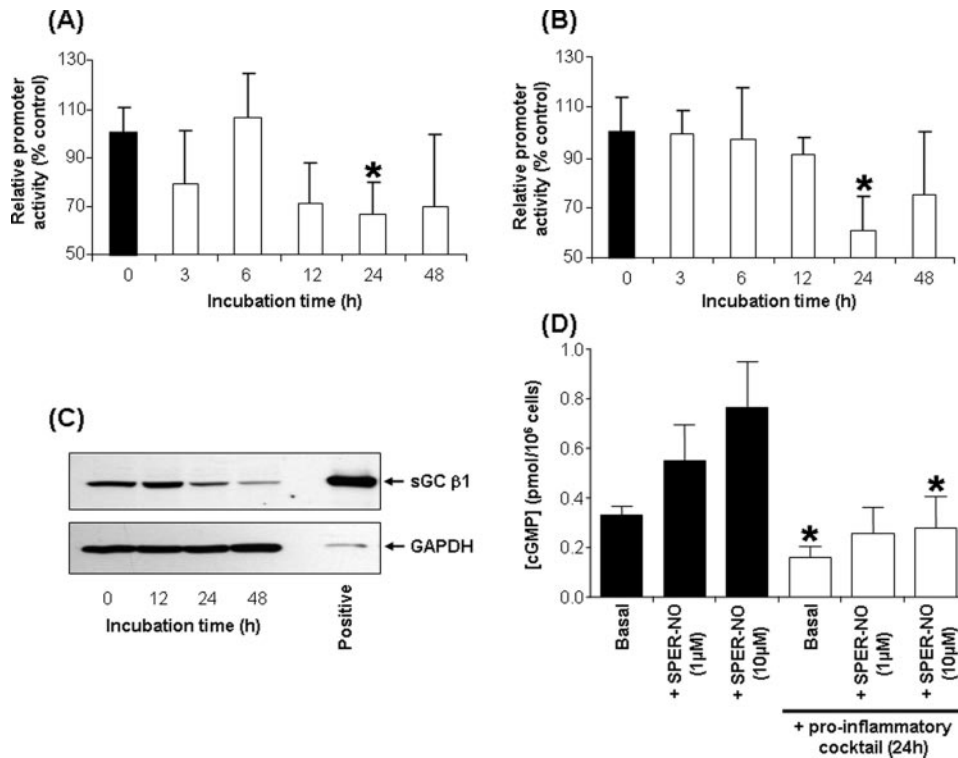 (A)
130
110
90
70
50
Relative promoter
activity (% control)
*
0 3 6 12 24 48
Incubation time (h)
(B)
130
110
90
70
50
Relative promoter
activity (% control)
*
0 3 6 12 24 48
Incubation time (h)
(C)
sGC β1
GAPDH
0 12 24 48
Incubation time (h)
Positive
(D)
1.0
0.8
0.6
0.4
0.2
0.0
[cGMP] (pmol/10⁶ cells)
*
*
Basal
+ SPER-NO
(1µM)
+ SPER-NO
(10µM)
Basal
+ SPER-NO
(1µM)
+ SPER-NO
(10µM)
+ pro-inflammatory
cocktail (24h)